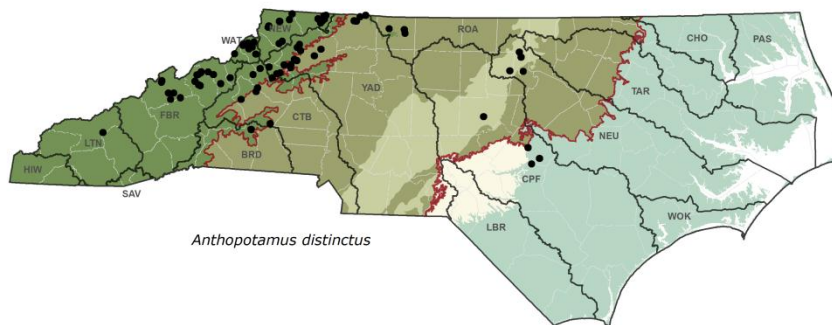 NEW
ROA
CHO
PAS
WAT
YAD
TAR
FBR
CTB
LTN
NEU
HIW
BRD
CPF
SAV
WOK
LBR
Anthopotamus distinctus